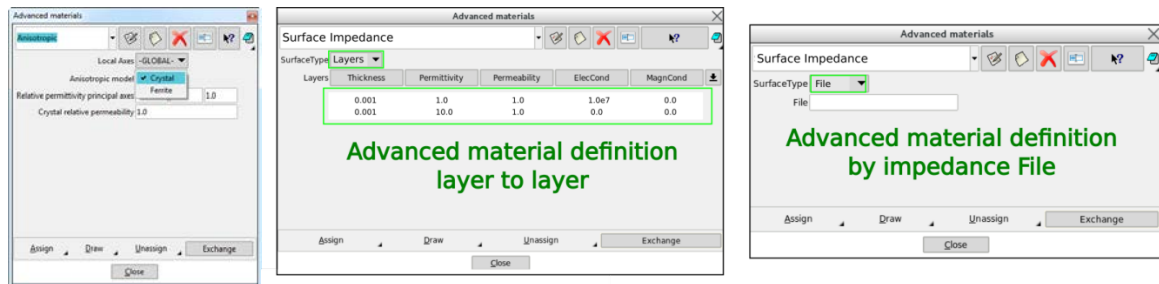 Advanced materials
Anisotropic
Local Axes -GLOBAL-
Anisotropic model Crystal
Ferrite
Relative permittivity principal axes 1.0
Crystal relative permeability 1.0
Assign Draw Unassign Exchange
Close
Advanced materials
Surface Impedance
SurfaceType Layers
Layers Thickness Permittivity Permeability ElecCond MagnCond
0.001 1.0 1.0 1.0e7 0.0
0.001 10.0 1.0 0.0 0.0
Advanced material definition
layer to layer
Assign Draw Unassign Exchange
Close
Advanced materials
Surface Impedance
SurfaceType File
File
Advanced material definition
by impedance File
Assign Draw Unassign Exchange
Close